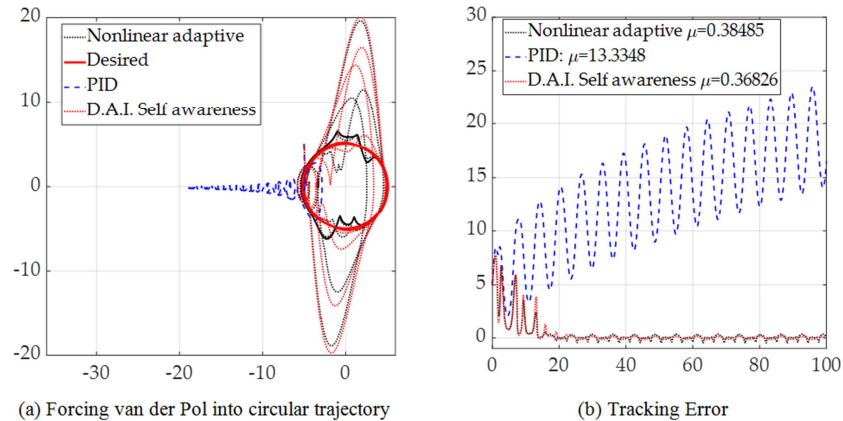 20
10
0
-10
-20
-30
-20
-10
0
Nonlinear adaptive
Desired
PID
D.A.I. Self awareness
(a) Forcing van der Pol into circular trajectory
30
25
20
15
10
5
0
0
20
40
60
80
100
Nonlinear adaptive μ=0.38485
PID: μ=13.3348
D.A.I. Self awareness μ=0.36826
(b) Tracking Error